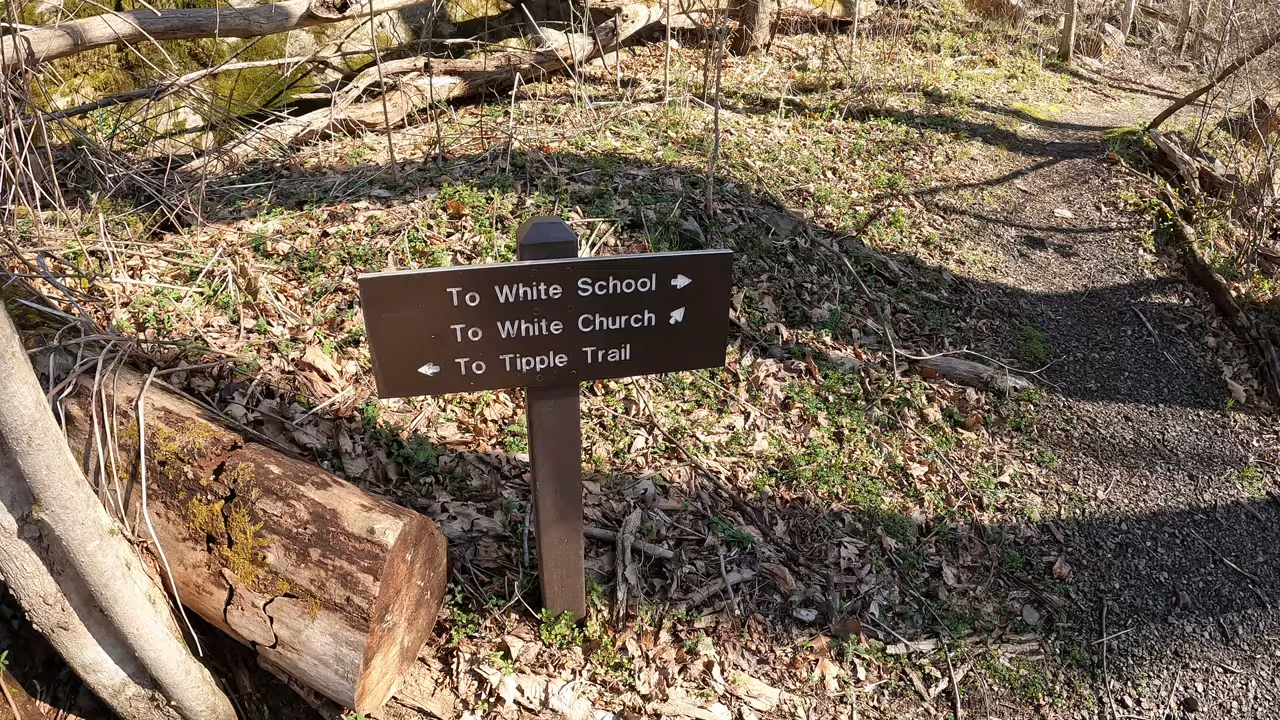 To White School →
To White Church ↗
← To Tipple Trail